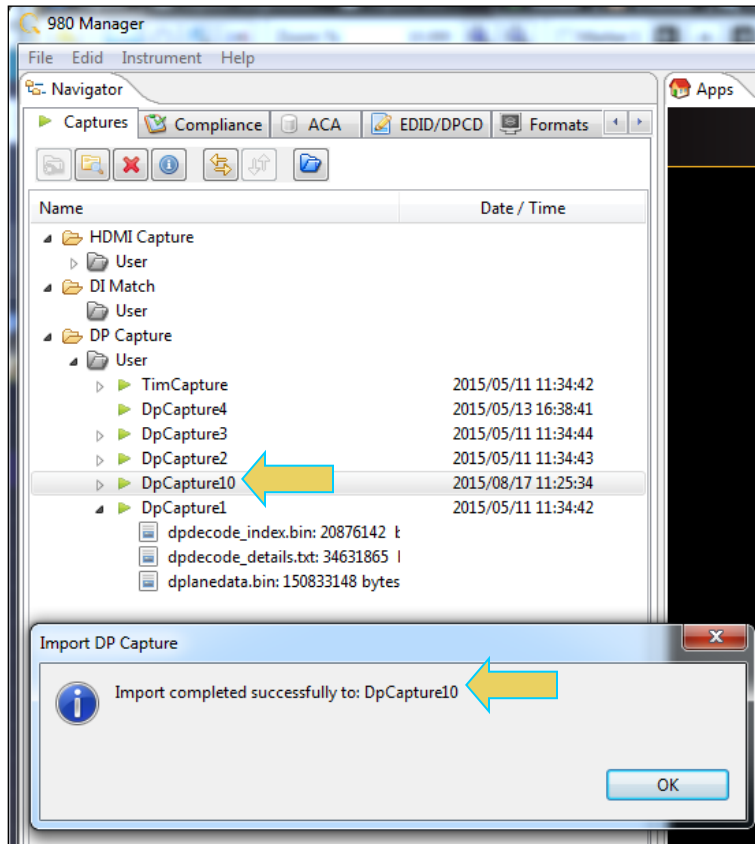 980 Manager
File Edid Instrument Help
Navigator
Apps
Captures Compliance ACA EDID/DPCD Formats
Name Date / Time
HDMI Capture
User
DI Match
User
DP Capture
User
TimCapture 2015/05/11 11:34:42
DpCapture4 2015/05/13 16:38:41
DpCapture3 2015/05/11 11:34:44
DpCapture2 2015/05/11 11:34:43
DpCapture10 2015/08/17 11:25:34
DpCapture1 2015/05/11 11:34:42
dpdecode_index.bin: 20876142 b
dpdecode_details.txt: 34631865
dplanedata.bin: 150833148 bytes
Import DP Capture
Import completed successfully to: DpCapture10
OK